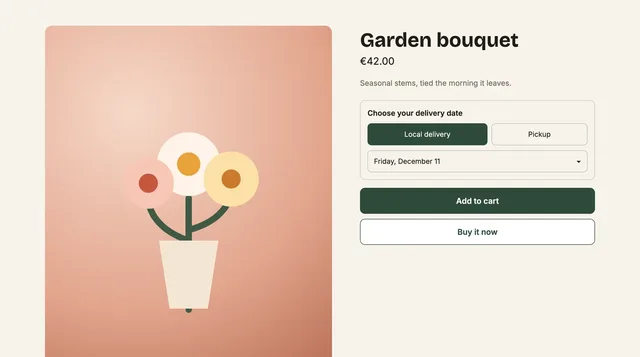 Garden bouquet
€42.00
Seasonal stems, tied the morning it leaves.
Choose your delivery date
Local delivery
Pickup
Friday, December 11
Add to cart
Buy it now